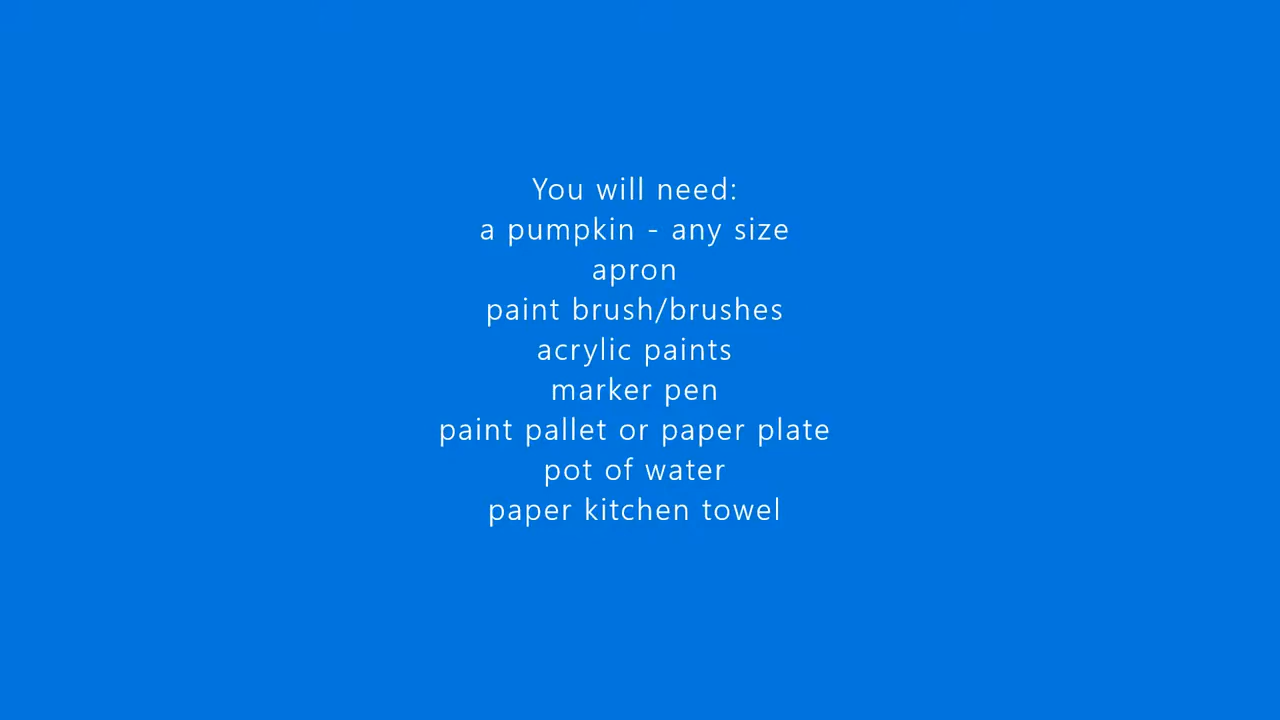 You will need:
a pumpkin - any size
apron
paint brush/brushes
acrylic paints
marker pen
paint pallet or paper plate
pot of water
paper kitchen towel